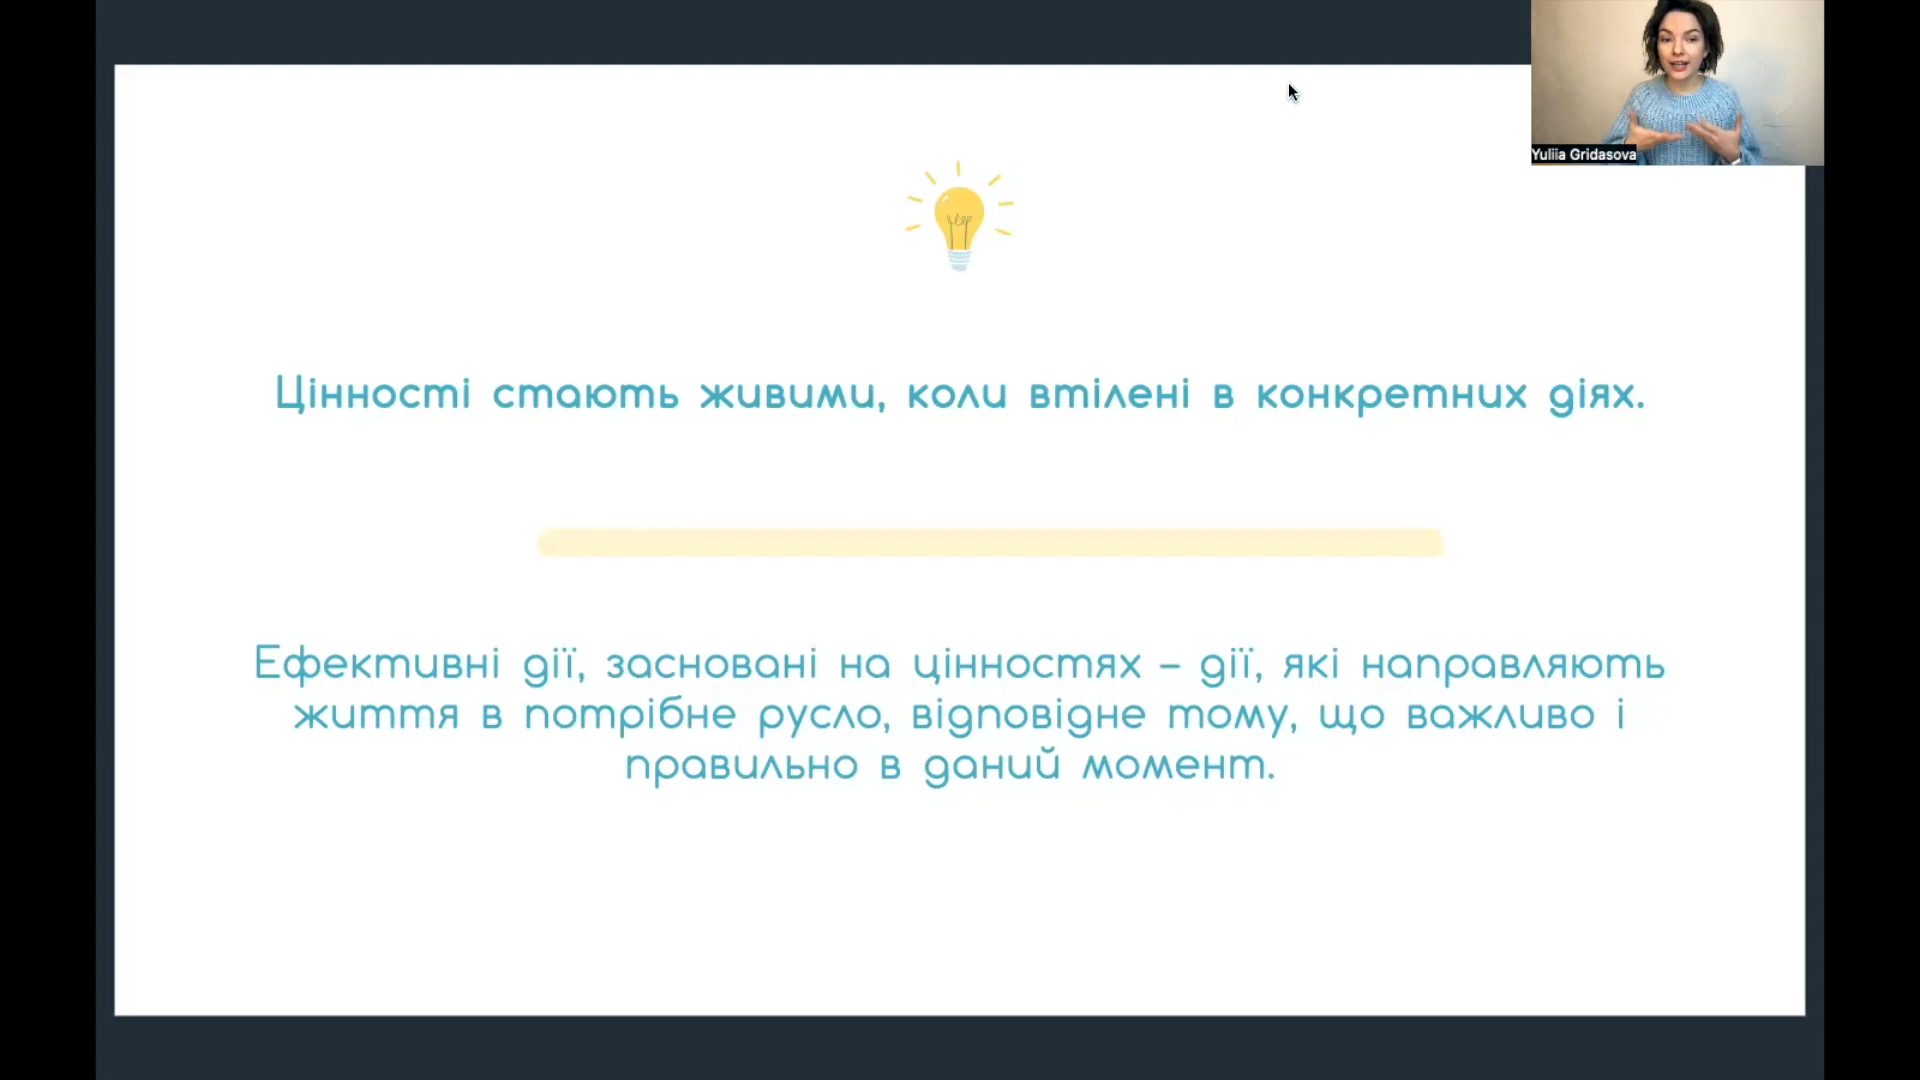 Yuliia Gridasova
Цінності стають живими, коли втілені в конкретних діях.
Ефективні дії, засновані на цінностях – дії, які направляють
життя в потрібне русло, відповідне тому, що важливо і
правильно в даний момент.